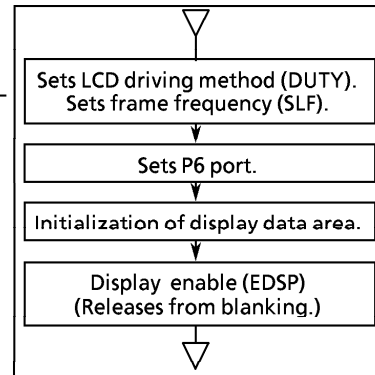 Sets LCD driving method (DUTY).
Sets frame frequency (SLF).
Sets P6 port.
Initialization of display data area.
Display enable (EDSP)
(Releases from blanking.)